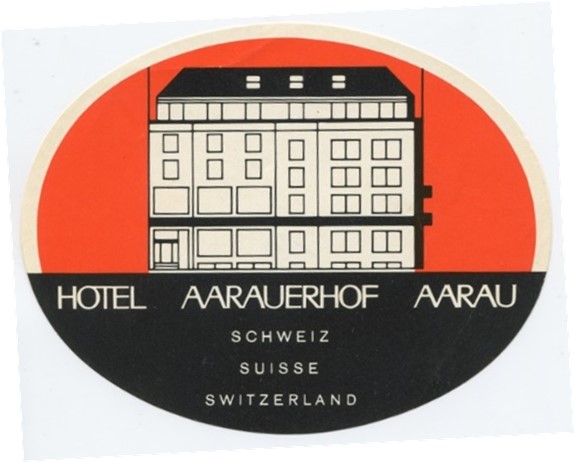 HOTEL AARAUERHOF AARAU
SCHWEIZ
SUISSE
SWITZERLAND